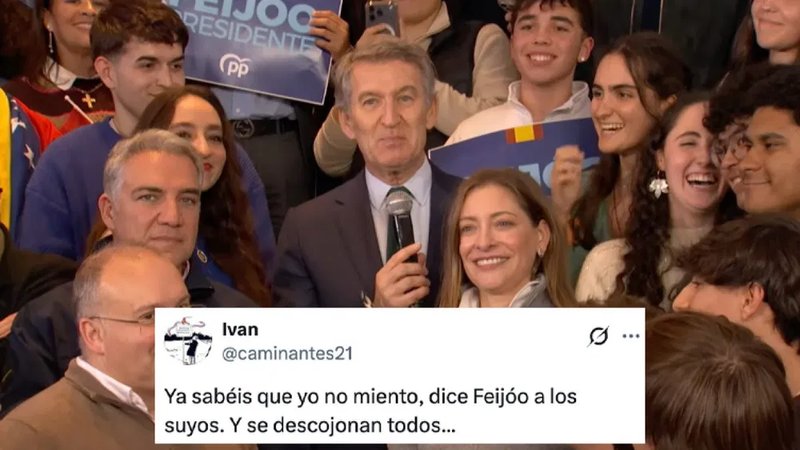 FEIJÓO
PRESIDENTE
PP
Ivan
@caminantes21
Ya sabéis que yo no miento, dice Feijóo a los
suyos. Y se descojonan todos...